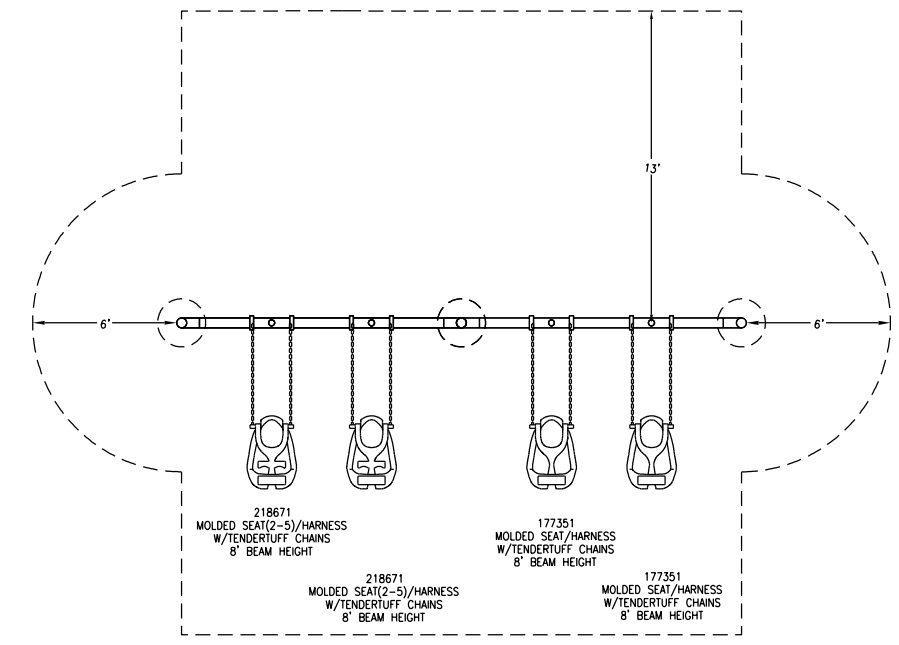 13'
6'
6'
218671
MOLDED SEAT(2-5)/HARNESS
W/TENDERTUFF CHAINS
8' BEAM HEIGHT
218671
MOLDED SEAT(2-5)/HARNESS
W/TENDERTUFF CHAINS
8' BEAM HEIGHT
177351
MOLDED SEAT/HARNESS
W/TENDERTUFF CHAINS
8' BEAM HEIGHT
177351
MOLDED SEAT/HARNESS
W/TENDERTUFF CHAINS
8' BEAM HEIGHT